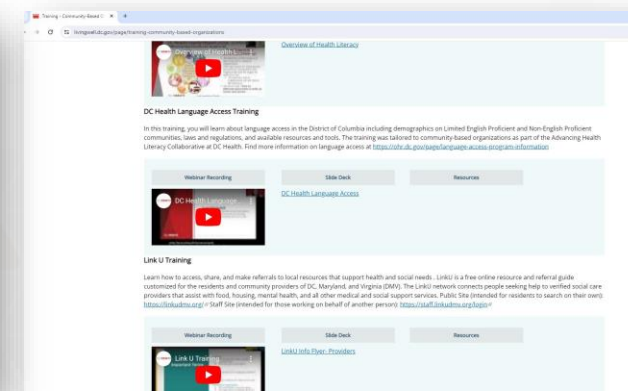 Training - Community-Based
livingwell.dc.gov/page/training-community-based-organizations
Overview of Health L
Overview of Health Literacy
DC Health Language Access Training
In this training, you will learn about language access in the District of Columbia including demographics on Limited English Proficient and Non-English Proficient
communities, laws and regulations, and available resources and tools. The training was tailored to community-based organizations as part of the Advancing Health
Literacy Collaborative at DC Health. Find more information on language access at https://ohr.dc.gov/page/language-access-program-information
Webinar Recording Slide Deck Resources
DC Health Language
DC Health Language Access
Link U Training
Learn how to access, share, and make referrals to local resources that support health and social needs . LinkU is a free online resource and referral guide
customized for the residents and community providers of DC, Maryland, and Virginia (DMV). The LinkU network connects people seeking help to verified social care
providers that assist with food, housing, mental health, and all other medical and social support services. Public Site (intended for residents to search on their own):
https://linkudmv.org/ Staff Site (intended for those working on behalf of another person): https://staff.linkudmv.org/login
Webinar Recording Slide Deck Resources
Link U Training
Important Terms
LinkU Info Flyer- Providers